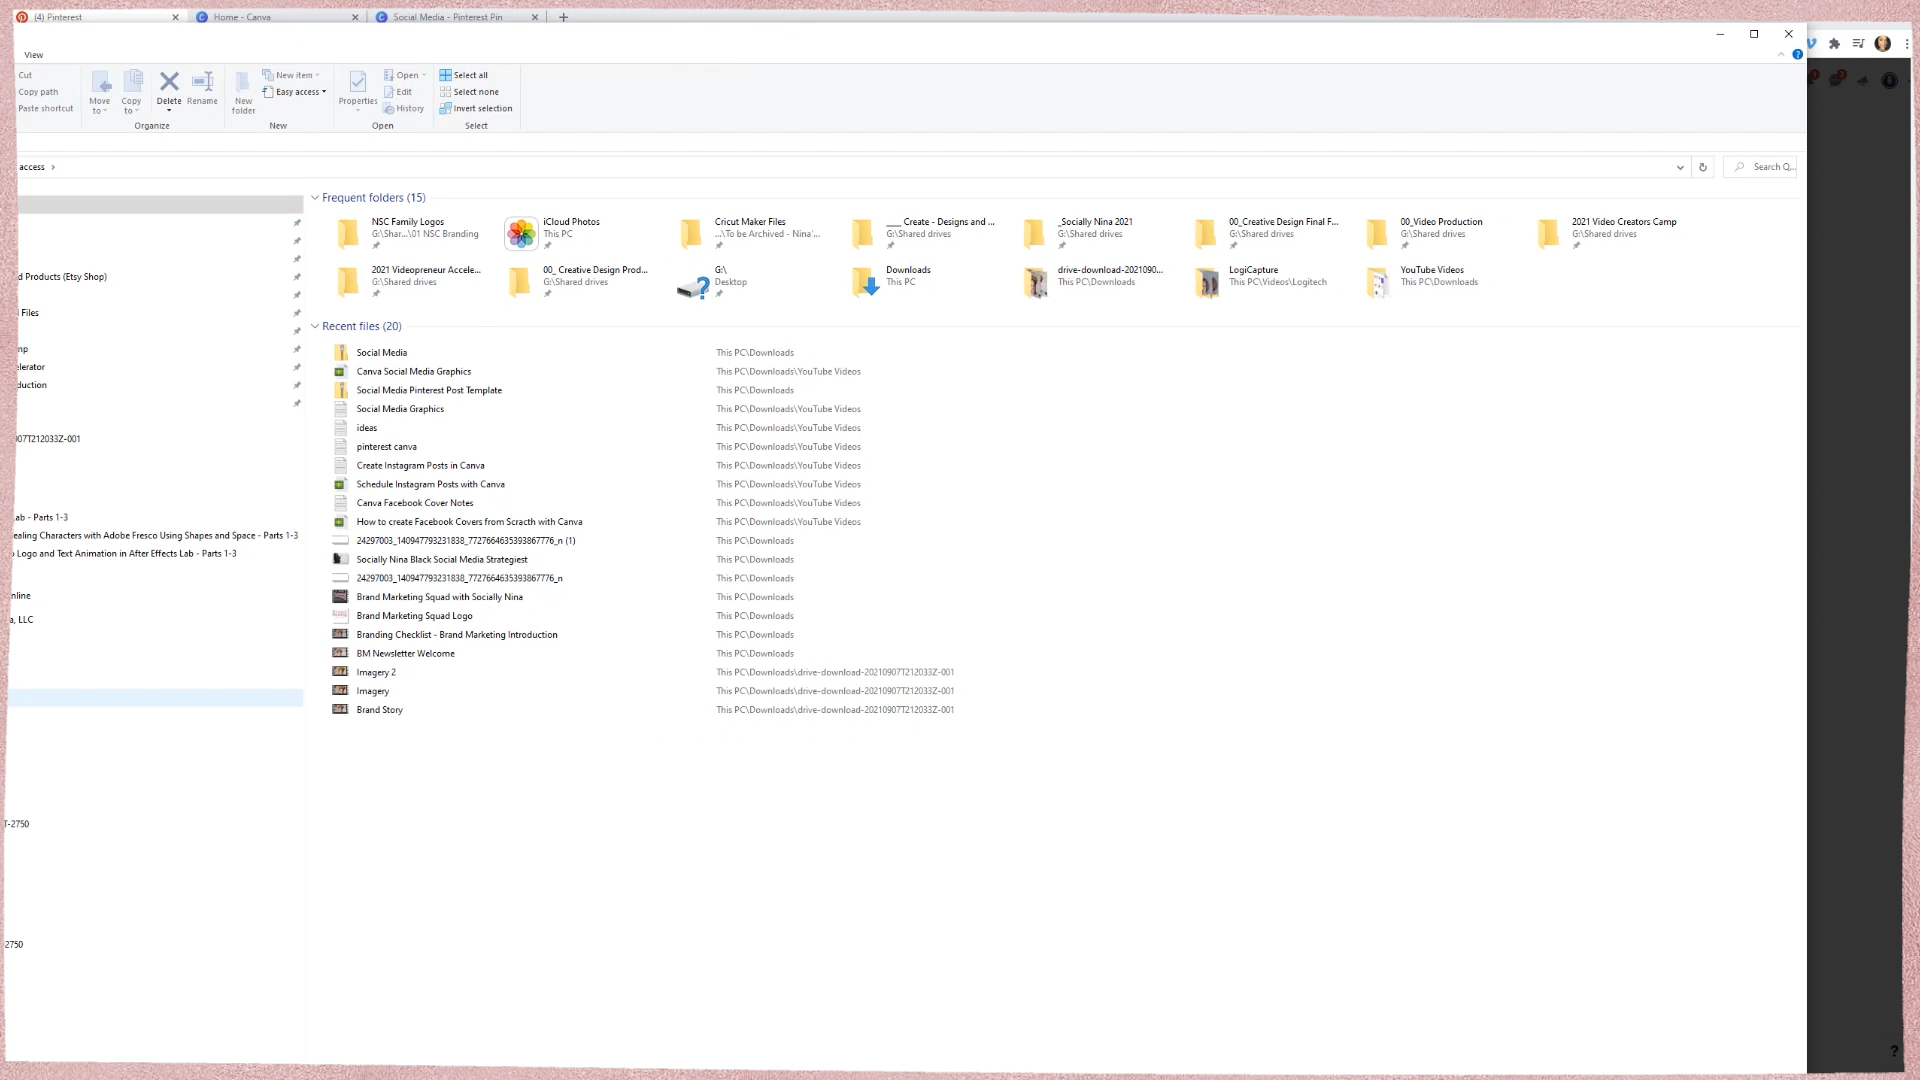 (4) Pinterest
Home - Canva
Social Media - Pinterest Pin
View
Cut
Copy path
Paste shortcut
Move to
Copy to
Delete
Rename
Organize
New folder
New item
Easy access
New
Properties
Open
Edit
History
Open
Select all
Select none
Invert selection
Select
access
Search Q...
d Products (Etsy Shop)
Files
mp
elerator
duction
07T212033Z-001
ab - Parts 1-3
ealing Characters with Adobe Fresco Using Shapes and Space - Parts 1-3
o Logo and Text Animation in After Effects Lab - Parts 1-3
nline
a, LLC
T-2750
2750
Frequent folders (15)
NSC Family Logos
G:\Shar...\01 NSC Branding
iCloud Photos
This PC
Cricut Maker Files
...\To be Archived - Nina'...
____ Create - Designs and ...
G:\Shared drives
_Socially Nina 2021
G:\Shared drives
00_Creative Design Final F...
G:\Shared drives
00_Video Production
G:\Shared drives
2021 Video Creators Camp
G:\Shared drives
2021 Videopreneur Accele...
G:\Shared drives
00_ Creative Design Prod...
G:\Shared drives
G:\
Desktop
Downloads
This PC
drive-download-2021090...
This PC\Downloads
LogiCapture
This PC\Videos\Logitech
YouTube Videos
This PC\Downloads
Recent files (20)
Social Media This PC\Downloads
Canva Social Media Graphics This PC\Downloads\YouTube Videos
Social Media Pinterest Post Template This PC\Downloads
Social Media Graphics This PC\Downloads\YouTube Videos
ideas This PC\Downloads\YouTube Videos
pinterest canva This PC\Downloads\YouTube Videos
Create Instagram Posts in Canva This PC\Downloads\YouTube Videos
Schedule Instagram Posts with Canva This PC\Downloads\YouTube Videos
Canva Facebook Cover Notes This PC\Downloads\YouTube Videos
How to create Facebook Covers from Scracth with Canva This PC\Downloads\YouTube Videos
24297003_140947793231838_7727664635393867776_n (1) This PC\Downloads
Socially Nina Black Social Media Strategiest This PC\Downloads
24297003_140947793231838_7727664635393867776_n This PC\Downloads
Brand Marketing Squad with Socially Nina This PC\Downloads
Brand Marketing Squad Logo This PC\Downloads
Branding Checklist - Brand Marketing Introduction This PC\Downloads
BM Newsletter Welcome This PC\Downloads
Imagery 2 This PC\Downloads\drive-download-20210907T212033Z-001
Imagery This PC\Downloads\drive-download-20210907T212033Z-001
Brand Story This PC\Downloads\drive-download-20210907T212033Z-001